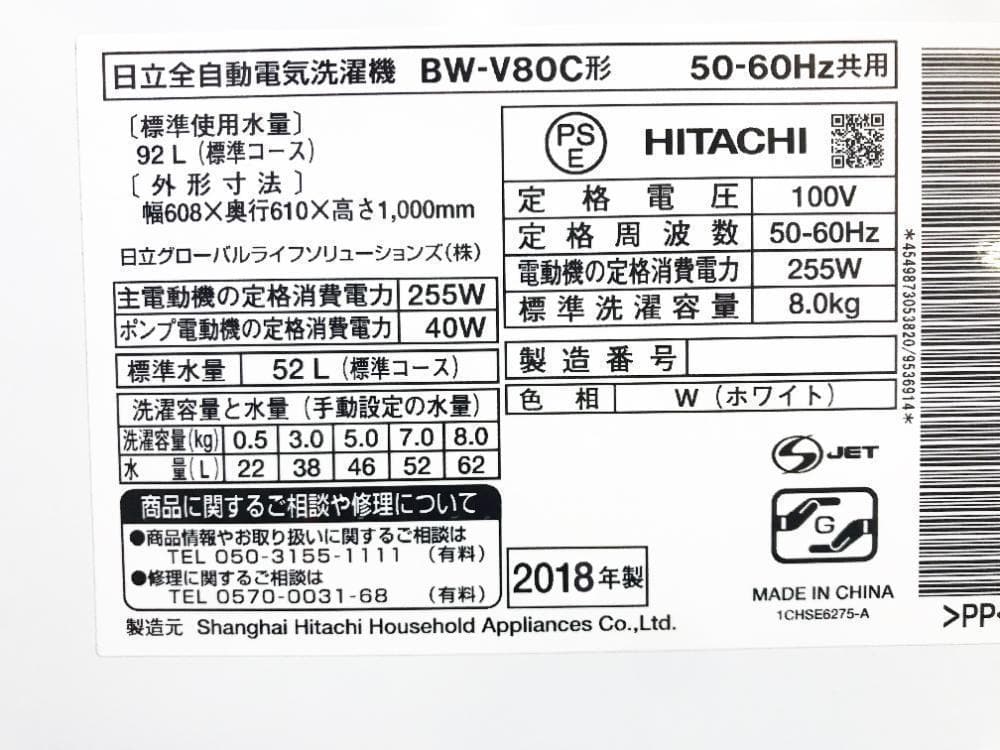 日立全自動電気洗濯機 BW-V80C形 50-60Hz共用
〔標準使用水量〕
92 L (標準コース)
〔外形寸法〕
幅608×奥行610×高さ1,000mm
日立グローバルライフソリューションズ(株)
主電動機の定格消費電力 255W
ポンプ電動機の定格消費電力 40W
標準水量 52 L (標準コース)
洗濯容量と水量 (手動設定の水量)
洗濯容量(kg) 0.5 3.0 5.0 7.0 8.0
水量(L) 22 38 46 52 62
商品に関するご相談や修理について
●商品情報やお取り扱いに関するご相談は
TEL 050-3155-1111 (有料)
●修理に関するご相談は
TEL 0570-0031-68 (有料)
製造元 Shanghai Hitachi Household Appliances Co.,Ltd.
PS
E
HITACHI
定格電圧 100V
定格周波数 50-60Hz
電動機の定格消費電力 255W
標準洗濯容量 8.0kg
製造番号
色相 W (ホワイト)
JET
G
2018年製
MADE IN CHINA
1CHSE6275-A
*4549873053820/9536914*
>PP<